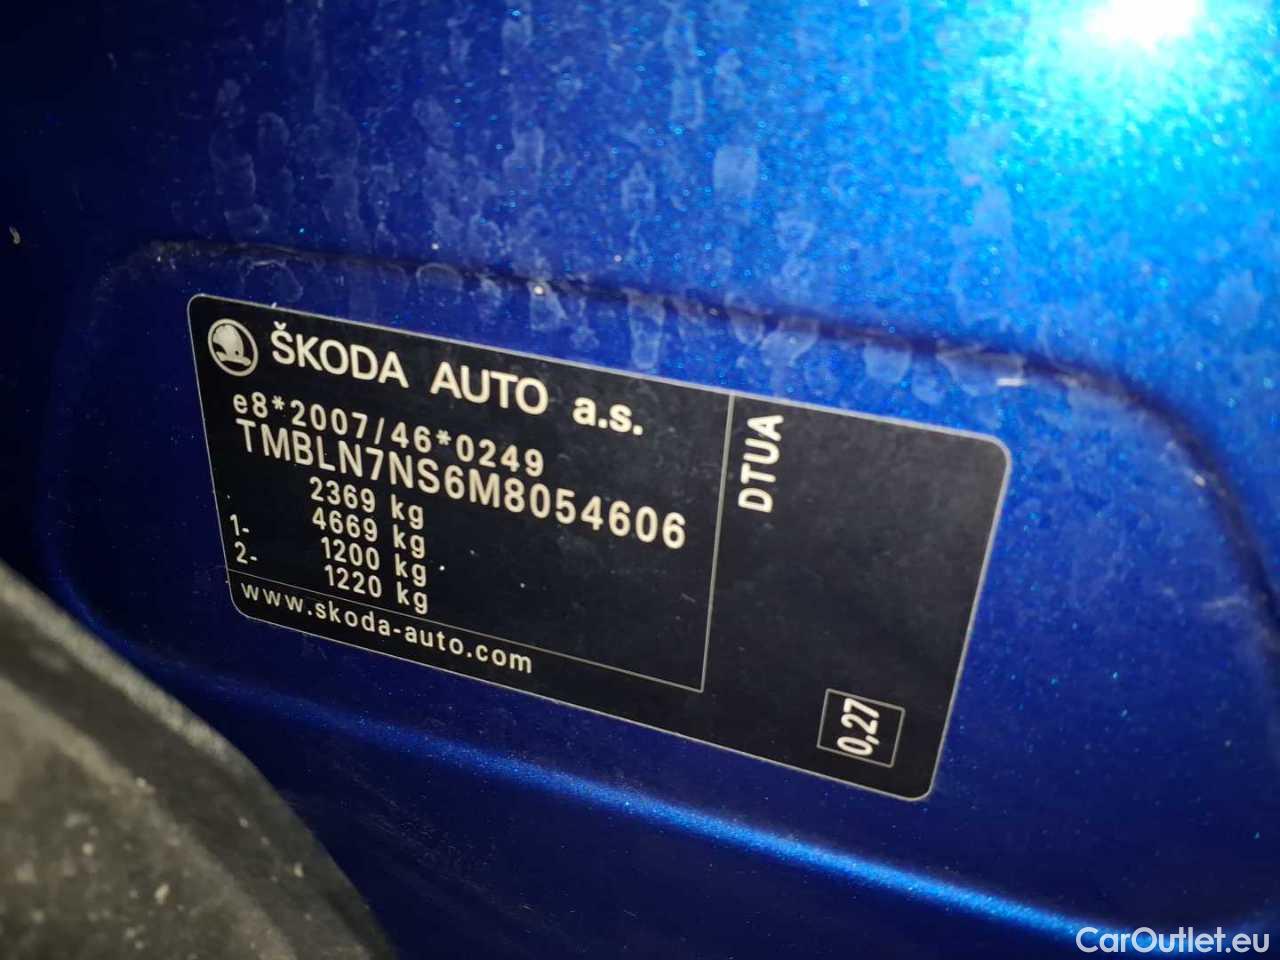 ŠKODA AUTO a.s.
e8*2007/46*0249
TMBLN7NS6M8054606
2369 kg
4669 kg
1- 1200 kg
2- 1220 kg
www.skoda-auto.com
DTUA
0,27
CarOutlet.eu